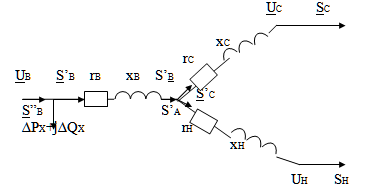 UC SC
xC
rC
UB S'B rB xB S'B
S'C
S''B S'A
ΔPx+jΔQx rH
xH
UH SH